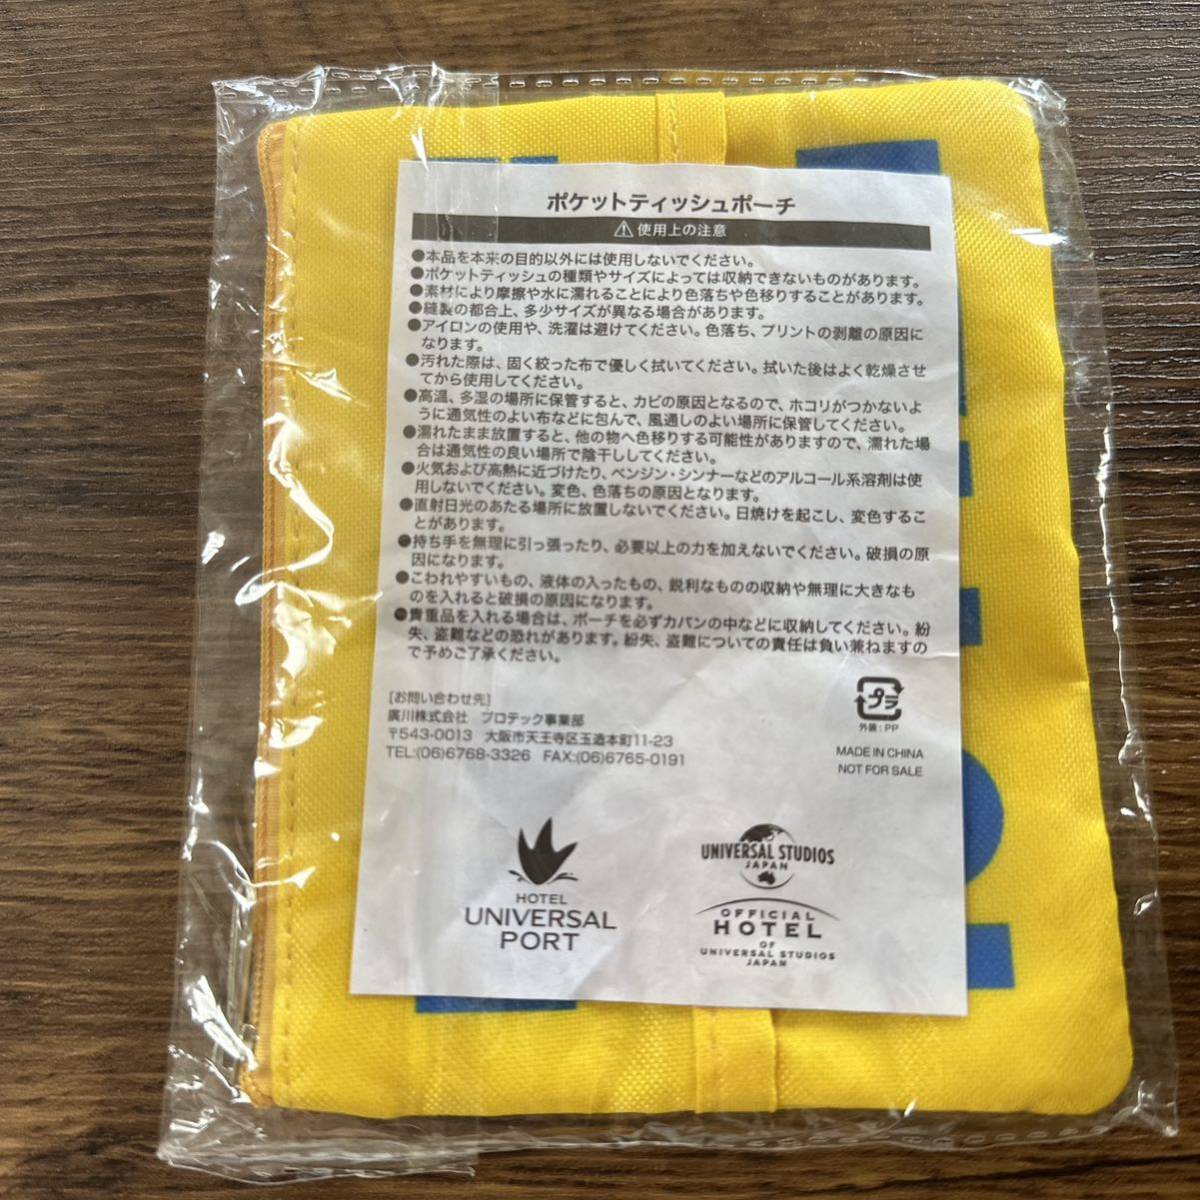 ポケットティッシュポーチ
⚠使用上の注意
●本品を本来の目的以外には使用しないでください。
●ポケットティッシュの種類やサイズによっては収納できないものがあります。
●素材により摩擦や水に濡れることにより色落ちや色移りすることがあります。
●縫製の都合上、多少サイズが異なる場合があります。
●アイロンの使用や、洗濯は避けてください。色落ち、プリントの剥離の原因に
なります。
●汚れた際は、固く絞った布で優しく拭いてください。拭いた後はよく乾燥させ
てから使用してください。
●高温、多湿の場所に保管すると、カビの原因となるので、ホコリがつかないよ
うに通気性のよい布などに包んで、風通しのよい場所に保管してください。
●濡れたまま放置すると、他の物へ色移りする可能性がありますので、濡れた場
合は通気性の良い場所で陰干ししてください。
●火気および高熱に近づけたり、ベンジン・シンナーなどのアルコール系溶剤は使
用しないでください。変色、色落ちの原因となります。
●直射日光のあたる場所に放置しないでください。日焼けを起こし、変色するこ
とがあります。
●持ち手を無理に引っ張ったり、必要以上の力を加えないでください。破損の原
因になります。
●こわれやすいもの、液体の入ったもの、鋭利なものの収納や無理に大きなも
のを入れると破損の原因になります。
●貴重品を入れる場合は、ポーチを必ずカバンの中などに収納してください。紛
失、盗難などの恐れがあります。紛失、盗難についての責任は負い兼ねますの
で予めご了承ください。
[お問い合わせ先]
廣川株式会社 プロテック事業部
〒543-0013 大阪市天王寺区玉造本町11-23
TEL:(06)6768-3326 FAX:(06)6765-0191
プラ
外装:PP
MADE IN CHINA
NOT FOR SALE
HOTEL
UNIVERSAL
PORT
UNIVERSAL STUDIOS
JAPAN
OFFICIAL
HOTEL
OF
UNIVERSAL STUDIOS
JAPAN